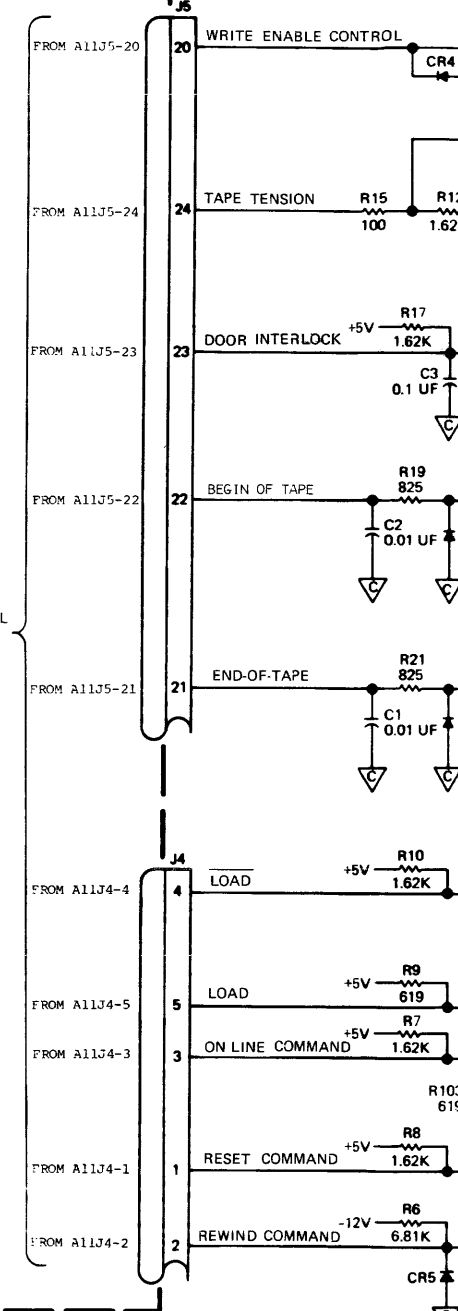 J5
FROM A11J5-20 20 WRITE ENABLE CONTROL
CR4
FROM A11J5-24 24 TAPE TENSION R15
100 1.62
+5V R17
FROM A11J5-23 23 DOOR INTERLOCK 1.62K
C3
0.1 UF
C
R19
FROM A11J5-22 22 BEGIN OF TAPE 825
C2
0.01 UF
C C
L
R21
FROM A11J5-21 21 END-OF-TAPE 825
C1
0.01 UF
C C
J4
+5V R10
FROM A11J4-4 4 LOAD 1.62K
+5V R9
FROM A11J4-5 5 LOAD 619
+5V R7
FROM A11J4-3 3 ON LINE COMMAND 1.62K
R103
619
+5V R8
FROM A11J4-1 1 RESET COMMAND 1.62K
-12V R6
FROM A11J4-2 2 REWIND COMMAND 6.81K
CR5